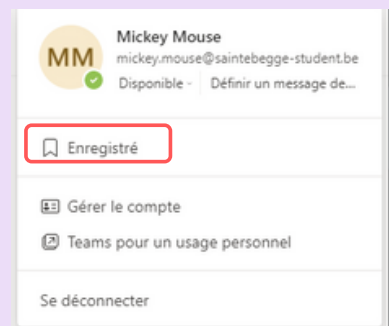 MM
Mickey Mouse
mickey.mouse@saintebegge-student.be
Disponible Définir un message de...
Enregistré
Gérer le compte
Teams pour un usage personnel
Se déconnecter